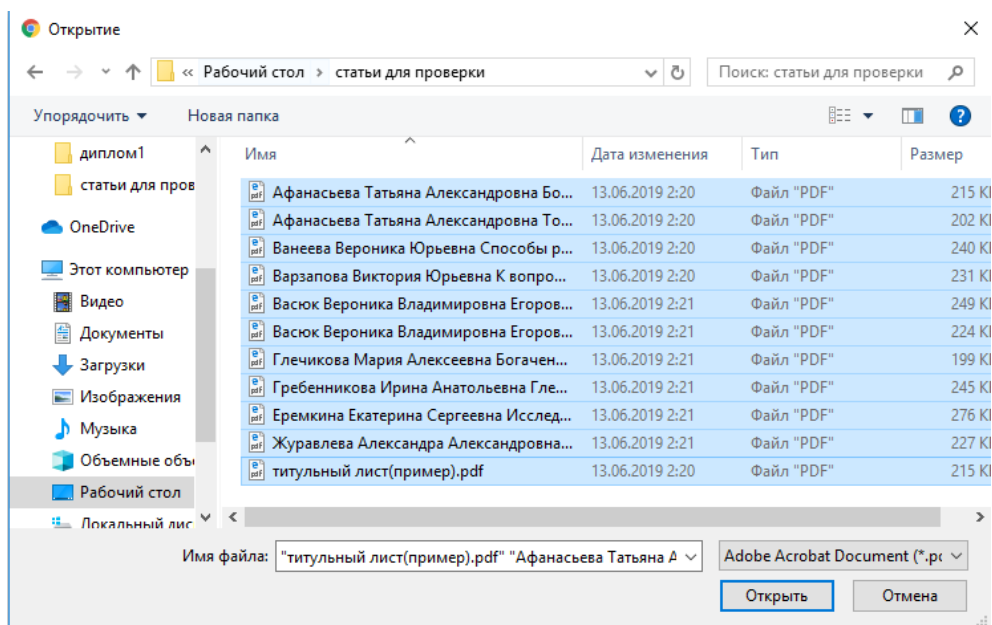 Открытие
« Рабочий стол › статьи для проверки
Поиск: статьи для проверки
Упорядочить Новая папка
Имя Дата изменения Тип Размер
диплом1
статьи для пров
OneDrive
Этот компьютер
Видео
Документы
Загрузки
Изображения
Музыка
Объемные объ
Рабочий стол
Локальный дис
Афанасьева Татьяна Александровна Бо... 13.06.2019 2:20 Файл "PDF" 215 К
Афанасьева Татьяна Александровна То... 13.06.2019 2:20 Файл "PDF" 202 К
Ванеева Вероника Юрьевна Способы р... 13.06.2019 2:20 Файл "PDF" 240 К
Варзапова Виктория Юрьевна К вопро... 13.06.2019 2:20 Файл "PDF" 231 К
Васюк Вероника Владимировна Егоров... 13.06.2019 2:21 Файл "PDF" 249 К
Васюк Вероника Владимировна Егоров... 13.06.2019 2:21 Файл "PDF" 224 К
Глечикова Мария Алексеевна Богачен... 13.06.2019 2:21 Файл "PDF" 199 К
Гребенникова Ирина Анатольевна Гле... 13.06.2019 2:21 Файл "PDF" 245 К
Еремкина Екатерина Сергеевна Исслед... 13.06.2019 2:21 Файл "PDF" 276 К
Журавлева Александра Александровна... 13.06.2019 2:21 Файл "PDF" 227 К
титульный лист(пример).pdf 13.06.2019 2:20 Файл "PDF" 215 К
Имя файла: "титульный лист(пример).pdf" "Афанасьева Татьяна А
Adobe Acrobat Document (*.pc
Открыть Отмена